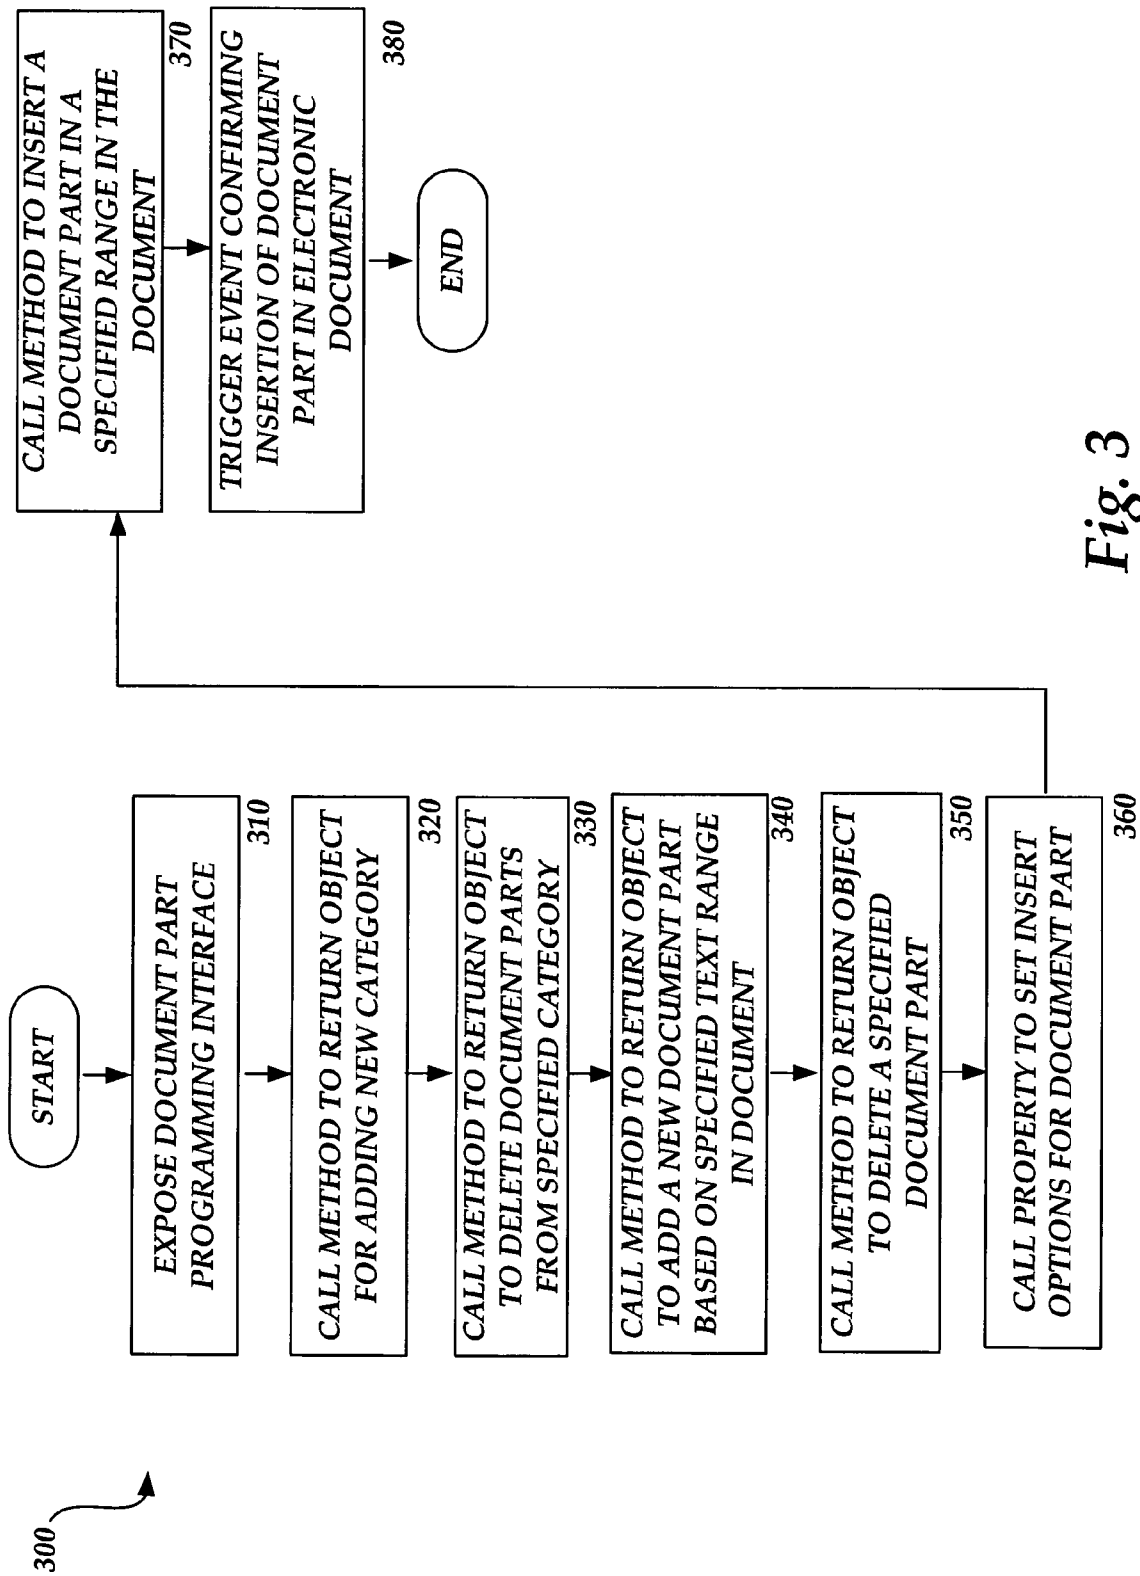 300
START
EXPOSE DOCUMENT PART
PROGRAMMING INTERFACE
310
CALL METHOD TO RETURN OBJECT
FOR ADDING NEW CATEGORY
320
CALL METHOD TO RETURN OBJECT
TO DELETE DOCUMENT PARTS
FROM SPECIFIED CATEGORY
330
CALL METHOD TO RETURN OBJECT
TO ADD A NEW DOCUMENT PART
BASED ON SPECIFIED TEXT RANGE
IN DOCUMENT
340
CALL METHOD TO RETURN OBJECT
TO DELETE A SPECIFIED
DOCUMENT PART
350
CALL PROPERTY TO SET INSERT
OPTIONS FOR DOCUMENT PART
360
CALL METHOD TO INSERT A
DOCUMENT PART IN A
SPECIFIED RANGE IN THE
DOCUMENT
370
TRIGGER EVENT CONFIRMING
INSERTION OF DOCUMENT
PART IN ELECTRONIC
DOCUMENT
380
END
Fig. 3